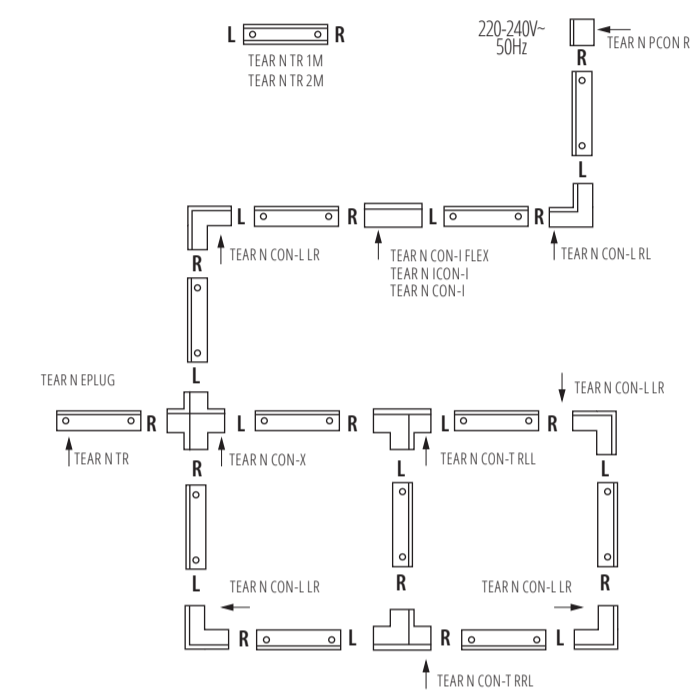 L R
TEAR N TR 1M
TEAR N TR 2M
220-240V~
50Hz
TEAR N PCON R
R
L
L R L R
TEAR N CON-L LR
TEAR N CON-I FLEX
TEAR N ICON-I
TEAR N CON-I
TEAR N CON-L RL
R
L
TEAR N EPLUG
TEAR N CON-L LR
R L R L R
TEAR N TR
TEAR N CON-X
TEAR N CON-T RLL
R L L
L R R
TEAR N CON-L LR
TEAR N CON-L LR
R L R L
TEAR N CON-T RRL